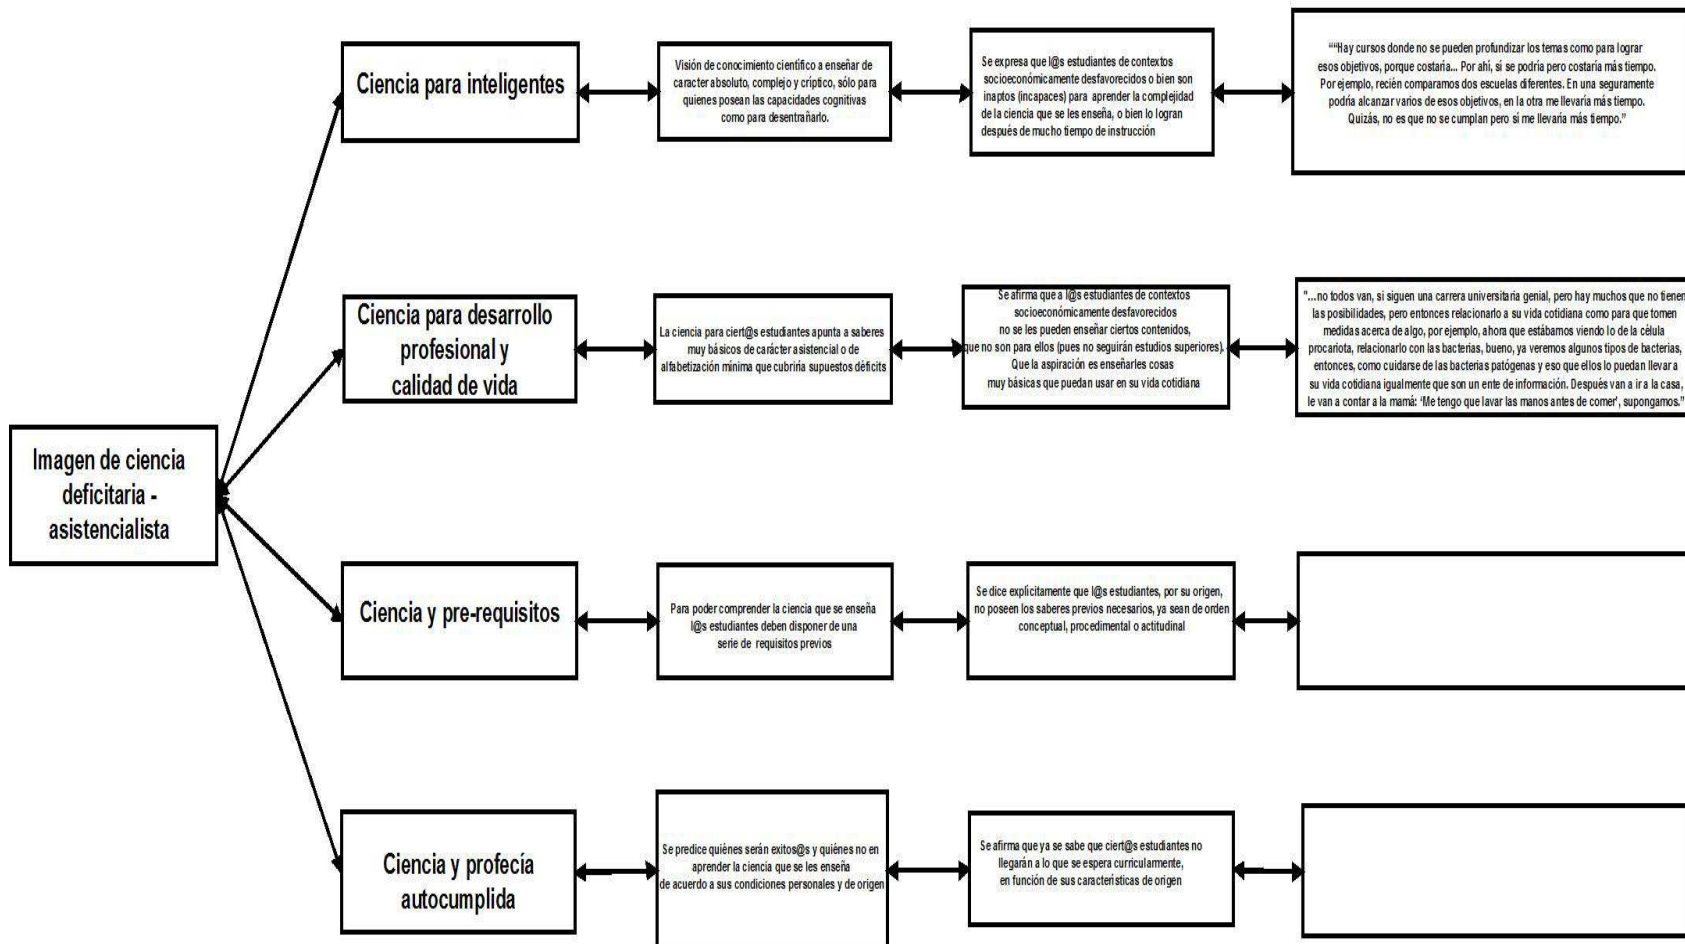 Ciencia para inteligentes
Visión de conocimiento científico a enseñar de
caracter absoluto, complejo y críptico, sólo para
quienes posean las capacidades cognitivas
como para desentrañarlo.
Se expresa que l@s estudiantes de contextos
socioeconómicamente desfavorecidos o bien son
inaptos (incapaces) para aprender la complejidad
de la ciencia que se les enseña, o bien lo logran
después de mucho tiempo de instrucción
““Hay cursos donde no se pueden profundizar los temas como para lograr
esos objetivos, porque costaría... Por ahí, si se podría pero costaría más tiempo.
Por ejemplo, recién comparamos dos escuelas diferentes. En una seguramente
podría alcanzar varios de esos objetivos, en la otra me llevaría más tiempo.
Quizás, no es que no se cumplan pero si me llevaría más tiempo.”
Ciencia para desarrollo
profesional y
calidad de vida
La ciencia para ciert@s estudiantes apunta a saberes
muy básicos de carácter asistencial o de
alfabetización mínima que cubriría supuestos déficits
Se afirma que a l@s estudiantes de contextos
socioeconómicamente desfavorecidos
no se les pueden enseñar ciertos contenidos,
que no son para ellos (pues no seguirán estudios superiores).
Que la aspiración es enseñarles cosas
muy básicas que puedan usar en su vida cotidiana
"...no todos van, si siguen una carrera universitaria genial, pero hay muchos que no tienen
las posibilidades, pero entonces relacionarlo a su vida cotidiana como para que tomen
medidas acerca de algo, por ejemplo, ahora que estábamos viendo lo de la célula
procariota, relacionarlo con las bacterias, bueno, ya veremos algunos tipos de bacterias,
entonces, como cuidarse de las bacterias patógenas y eso que ellos lo puedan llevar a
su vida cotidiana igualmente que son un ente de información. Después van a ir a la casa,
le van a contar a la mamá: ‘Me tengo que lavar las manos antes de comer’, supongamos.”
Imagen de ciencia
deficitaria -
asistencialista
Ciencia y pre-requisitos
Para poder comprender la ciencia que se enseña
l@s estudiantes deben disponer de una
serie de requisitos previos
Se dice explícitamente que l@s estudiantes, por su origen,
no poseen los saberes previos necesarios, ya sean de orden
conceptual, procedimental o actitudinal
Ciencia y profecía
autocumplida
Se predice quiénes serán exitos@s y quiénes no en
aprender la ciencia que se les enseña
de acuerdo a sus condiciones personales y de origen
Se afirma que ya se sabe que ciert@s estudiantes no
llegarán a lo que se espera curricularmente,
en función de sus características de origen